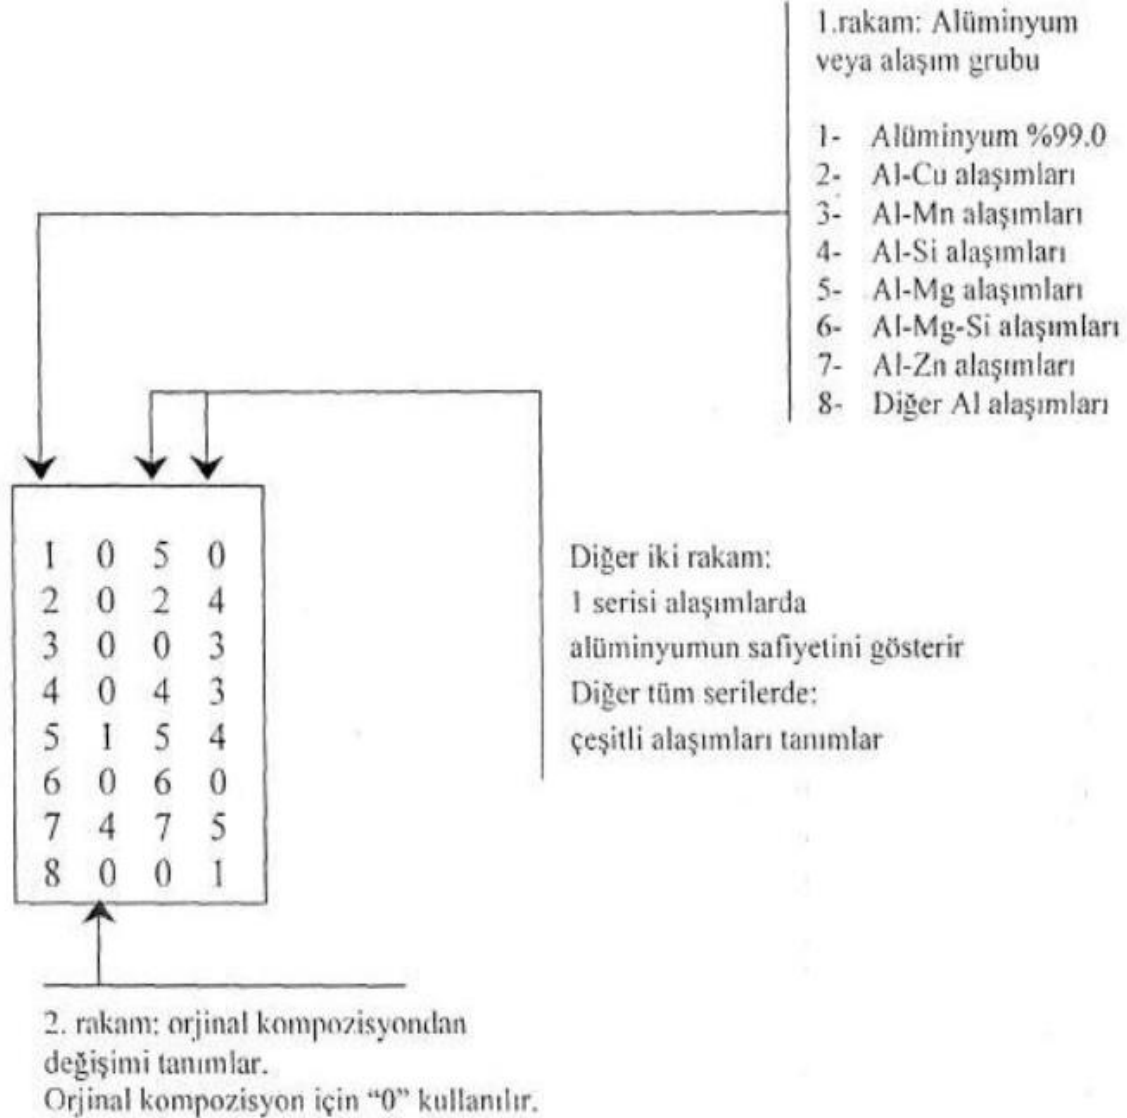 1.rakam: Alüminyum
veya alaşım grubu
1- Alüminyum %99.0
2- Al-Cu alaşımları
3- Al-Mn alaşımları
4- Al-Si alaşımları
5- Al-Mg alaşımları
6- Al-Mg-Si alaşımları
7- Al-Zn alaşımları
8- Diğer Al alaşımları
1 0 5 0
2 0 2 4
3 0 0 3
4 0 4 3
5 1 5 4
6 0 6 0
7 4 7 5
8 0 0 1
Diğer iki rakam:
1 serisi alaşımlarda
alüminyumun safiyetini gösterir
Diğer tüm serilerde:
çeşitli alaşımları tanımlar
2. rakam: orjinal kompozisyondan
değişimi tanımlar.
Orjinal kompozisyon için “0” kullanılır.